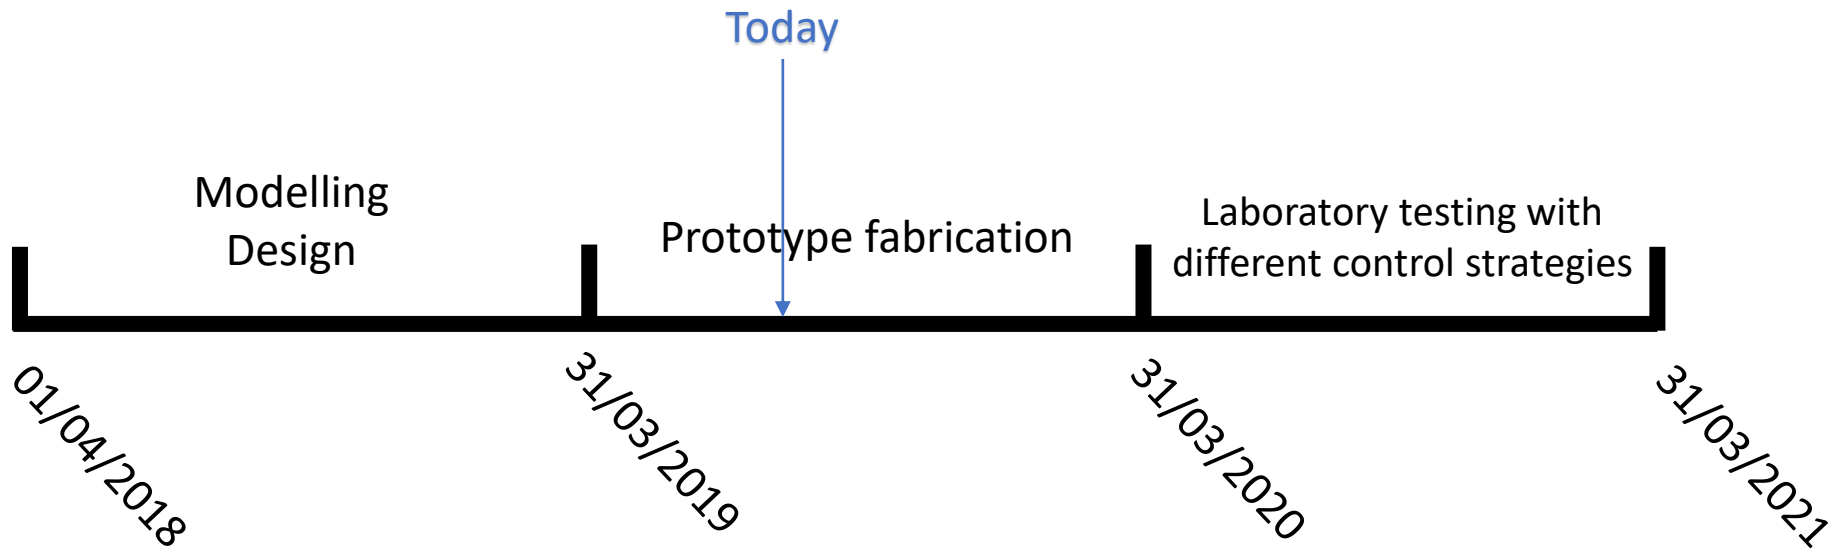 Today
Modelling
Design
Prototype fabrication
Laboratory testing with
different control strategies
01/04/2018
31/03/2019
31/03/2020
31/03/2021